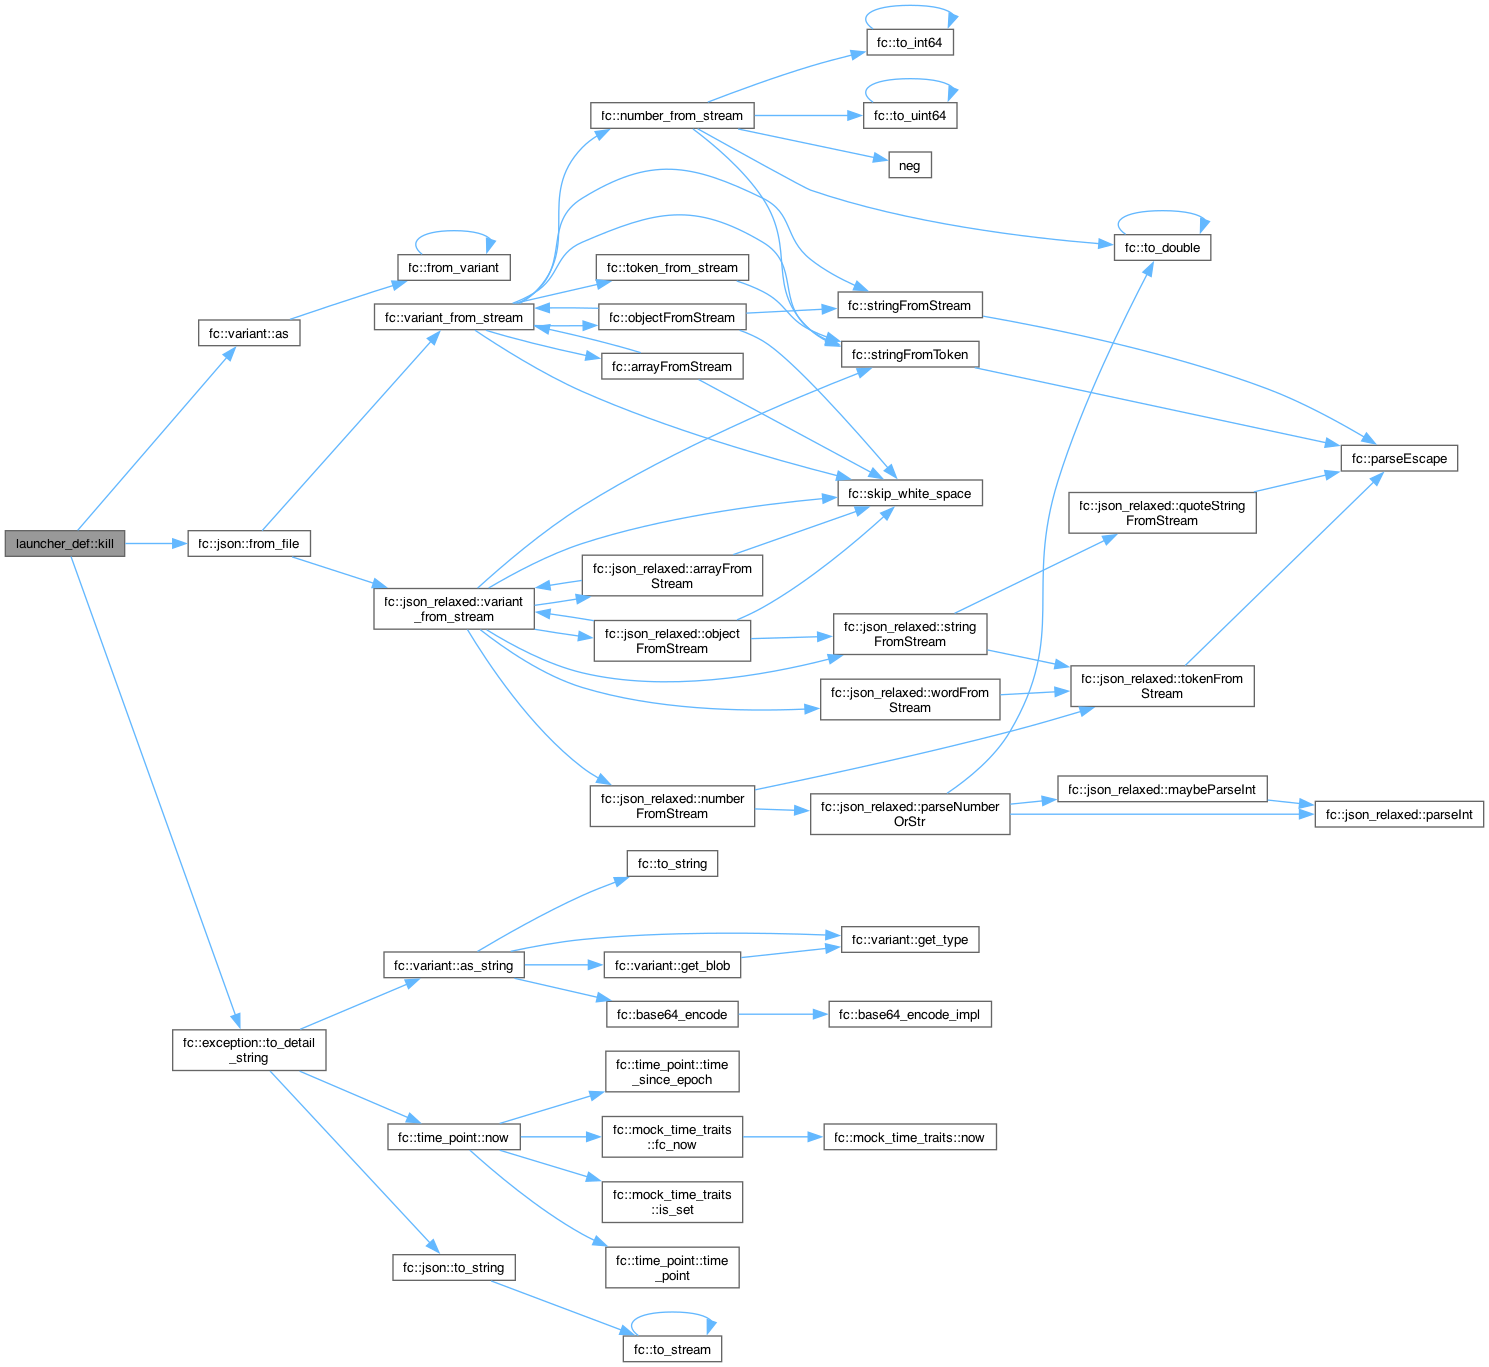 fc::to_int64
fc::number_from_stream
fc::to_uint64
neg
fc::to_double
fc::from_variant
fc::token_from_stream
fc::stringFromStream
fc::variant_from_stream
fc::objectFromStream
fc::variant::as
fc::stringFromToken
fc::arrayFromStream
fc::parseEscape
fc::skip_white_space
fc::json_relaxed::quoteString
FromStream
launcher_def::kill
fc::json::from_file
fc::json_relaxed::arrayFrom
Stream
fc::json_relaxed::variant
_from_stream
fc::json_relaxed::object
FromStream
fc::json_relaxed::string
FromStream
fc::json_relaxed::tokenFrom
Stream
fc::json_relaxed::wordFrom
Stream
fc::json_relaxed::number
FromStream
fc::json_relaxed::parseNumber
OrStr
fc::json_relaxed::maybeParseInt
fc::json_relaxed::parseInt
fc::to_string
fc::variant::get_type
fc::variant::as_string
fc::variant::get_blob
fc::base64_encode
fc::base64_encode_impl
fc::exception::to_detail
_string
fc::time_point::time
_since_epoch
fc::time_point::now
fc::mock_time_traits
::fc_now
fc::mock_time_traits::now
fc::mock_time_traits
::is_set
fc::time_point::time
_point
fc::json::to_string
fc::to_stream